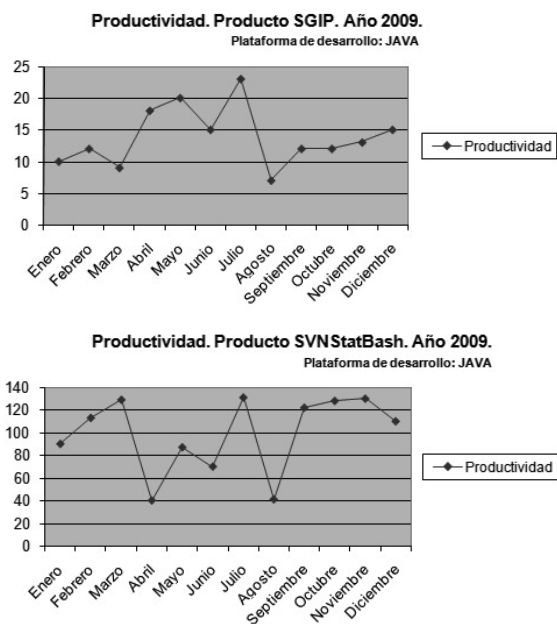 Productividad. Producto SGIP. Año 2009.
Plataforma de desarrollo: JAVA
25
20
15
10
5
0
Enero
Febrero
Marzo
Abril
Mayo
Junio
Julio
Agosto
Septiembre
Octubre
Noviembre
Diciembre
Productividad
Productividad. Producto SVNStatBash. Año 2009.
Plataforma de desarrollo: JAVA
140
120
100
80
60
40
20
0
Enero
Febrero
Marzo
Abril
Mayo
Junio
Julio
Agosto
Septiembre
Octubre
Noviembre
Diciembre
Productividad